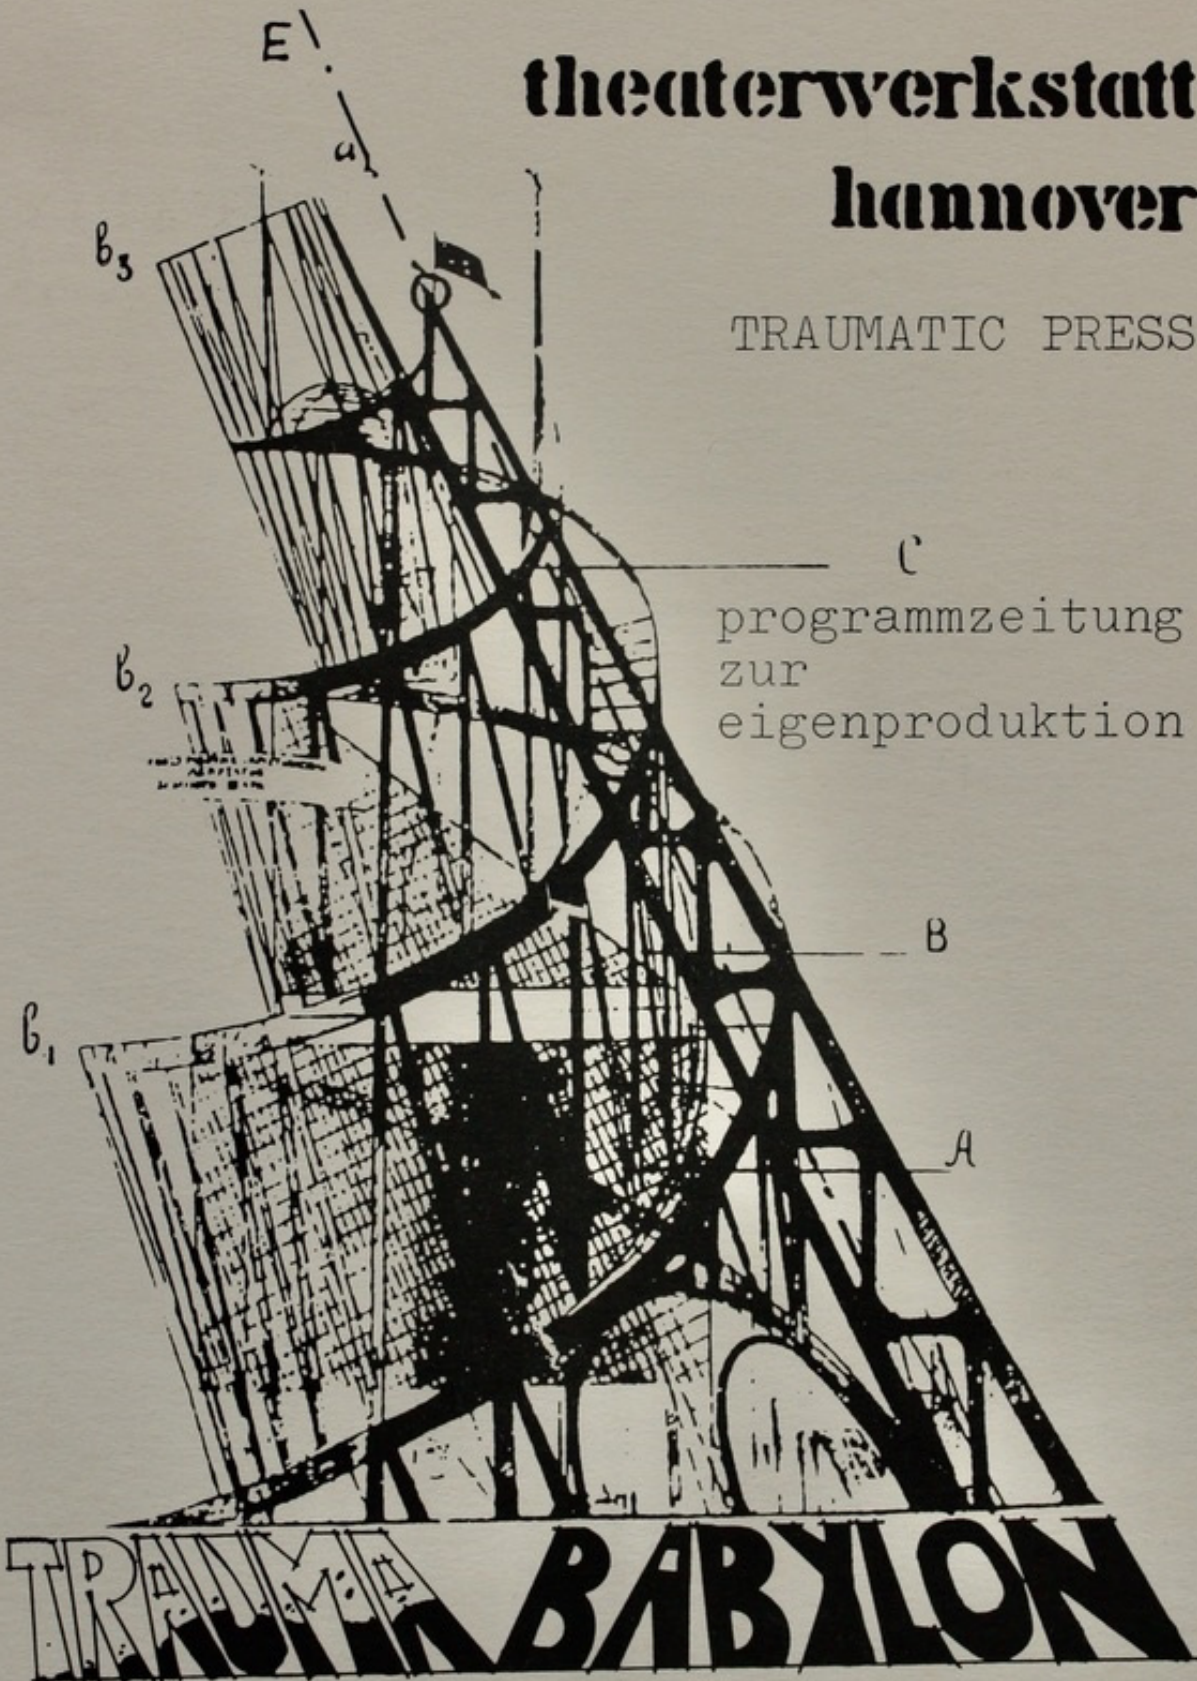 E
theaterwerkstatt
a
hannover
B3
TRAUMATIC PRESS
C
programmzeitung
zur
eigenproduktion
B2
B
B1
A
TRAUMA BABYLON